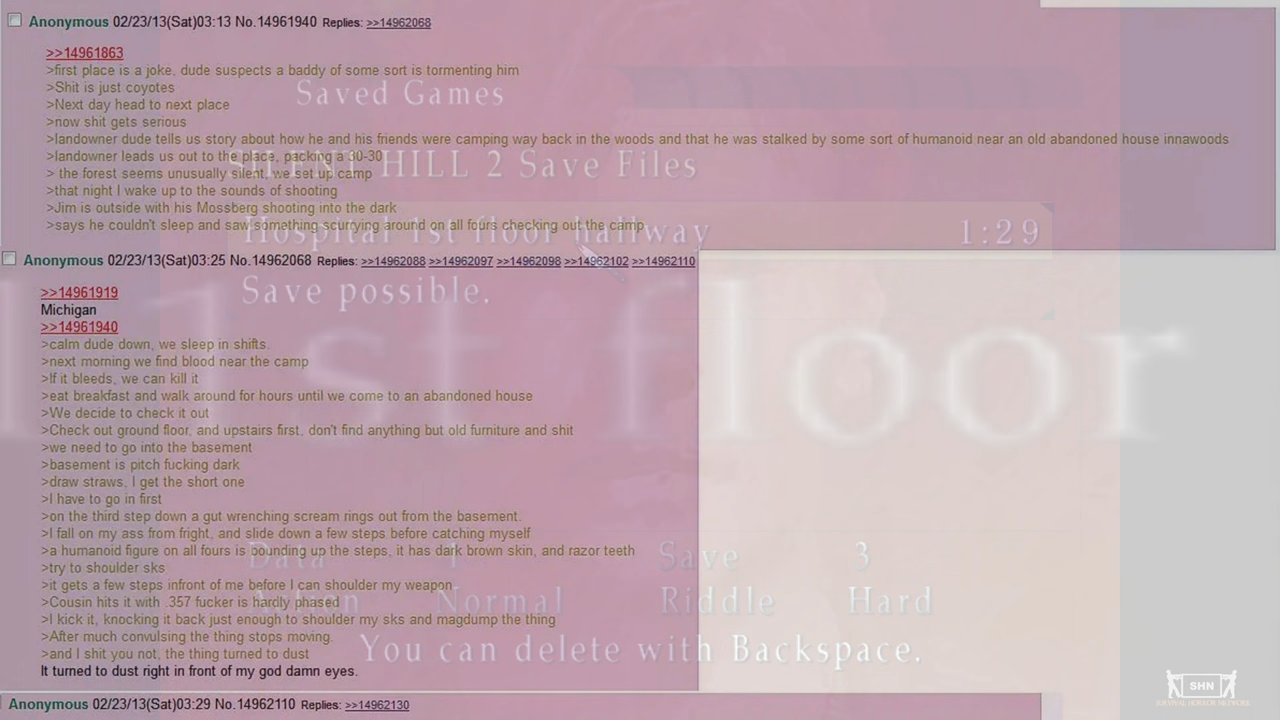 Anonymous 02/23/13(Sat)03:13 No.14961940 Replies: >>14962068
>>14961863
>first place is a joke, dude suspects a baddy of some sort is tormenting him
>Shit is just coyotes
Saved Games
>Next day head to next place
>now shit gets serious
>landowner dude tells us story about how he and his friends were camping way back in the woods and that he was stalked by some sort of humanoid near an old abandoned house innawoods
>landowner leads us out to the place, packing a 30-30
SILENT HILL 2 Save Files
> the forest seems unusually silent, we set up camp
>that night I wake up to the sounds of shooting
>Jim is outside with his Mossberg shooting into the dark
>says he couldn't sleep and saw something scurrying around on all fours checking out the camp
Hospital 1st floor hallway 1:29
Anonymous 02/23/13(Sat)03:25 No.14962068 Replies: >>14962088 >>14962097 >>14962098 >>14962102 >>14962110
Save possible.
>>14961919
Michigan
>>14961940
>calm dude down, we sleep in shifts.
>next morning we find blood near the camp
1st floor
>If it bleeds, we can kill it
>eat breakfast and walk around for hours until we come to an abandoned house
>We decide to check it out
>Check out ground floor, and upstairs first, don't find anything but old furniture and shit
>we need to go into the basement
>basement is pitch fucking dark
>draw straws, I get the short one
>I have to go in first
>on the third step down a gut wrenching scream rings out from the basement.
>I fall on my ass from fright, and slide down a few steps before catching myself
>a humanoid figure on all fours is bounding up the steps, it has dark brown skin, and razor teeth
Data 1 Save 3
>try to shoulder sks
>it gets a few steps infront of me before I can shoulder my weapon
>Cousin hits it with .357 fucker is hardly phased
Action Normal Riddle Hard
>I kick it, knocking it back just enough to shoulder my sks and magdump the thing
>After much convulsing the thing stops moving.
>and I shit you not, the thing turned to dust
You can delete with Backspace.
It turned to dust right in front of my god damn eyes.
SHN
SURVIVAL HORROR NETWORK
Anonymous 02/23/13(Sat)03:29 No.14962110 Replies: >>14962130